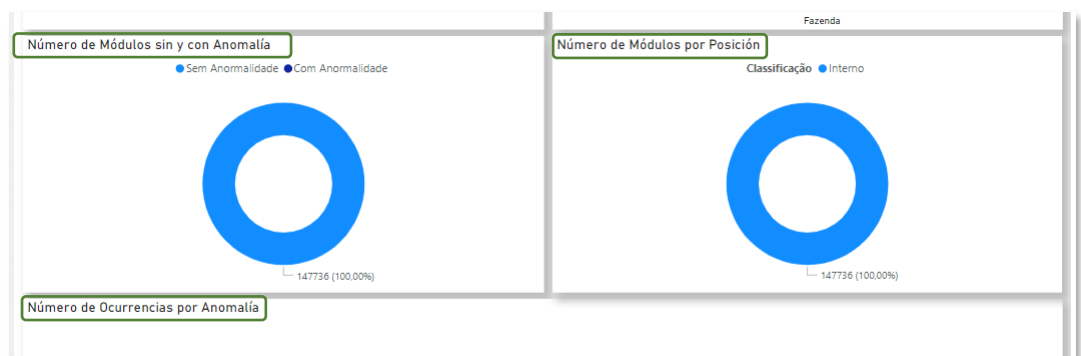 Fazenda
Número de Módulos sin y con Anomalía
Sem Anormalidade Com Anormalidade
147736 (100,00%)
Número de Módulos por Posición
Classificação Interno
147736 (100,00%)
Número de Ocurrencias por Anomalía